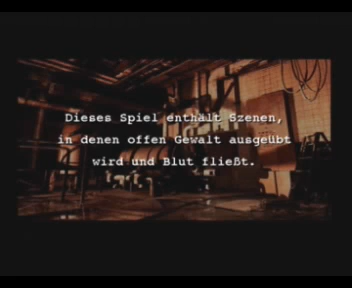 Dieses Spiel enthält Szenen,
in denen offen Gewalt ausgeübt
wird und Blut fließt.